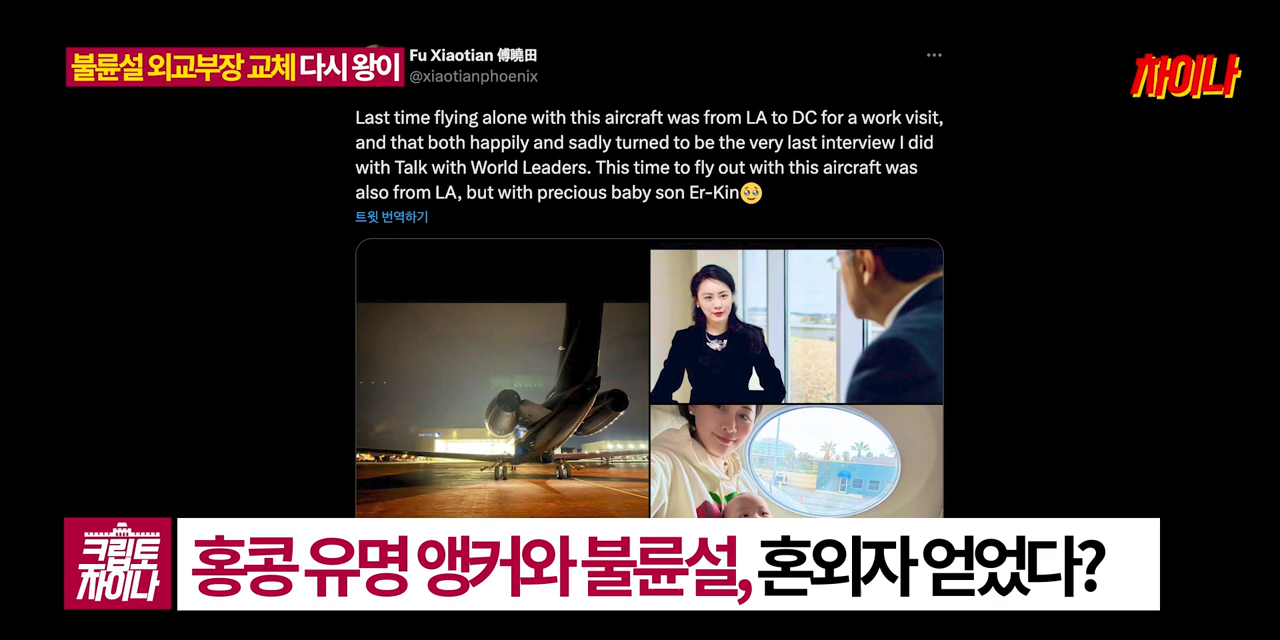 불륜설 외교부장 교체 다시 왕이
차이나
Fu Xiaotian 傅曉田
@xiaotianphoenix
Last time flying alone with this aircraft was from LA to DC for a work visit,
and that both happily and sadly turned to be the very last interview I did
with Talk with World Leaders. This time to fly out with this aircraft was
also from LA, but with precious baby son Er-Kin🥹
트윗 번역하기
크립토
차이나
홍콩 유명 앵커와 불륜설, 혼외자 얻었다?